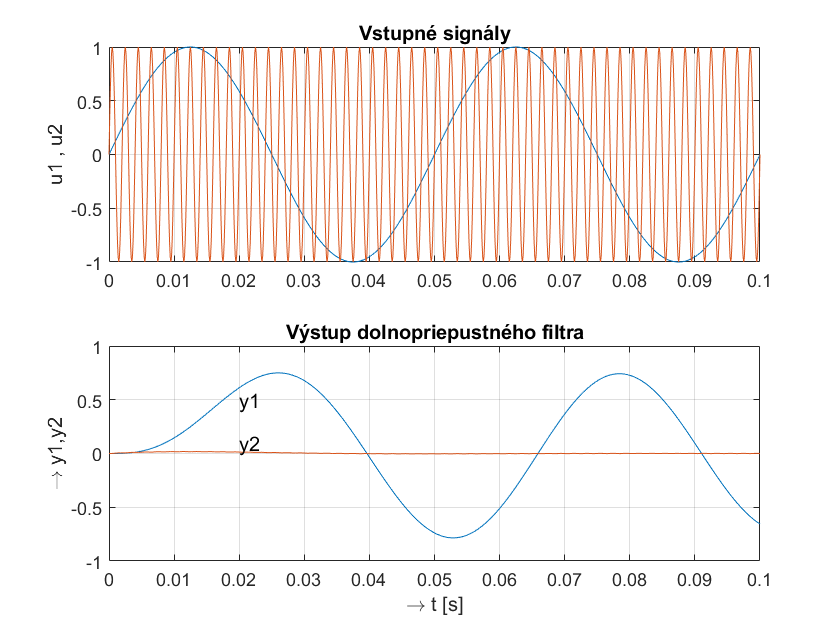 Vstupné signály
u1 , u2
1
0.5
0
-0.5
-1
0 0.01 0.02 0.03 0.04 0.05 0.06 0.07 0.08 0.09 0.1
Výstup dolnopriepustného filtra
→ y1,y2
1
0.5
0
-0.5
-1
y1
y2
0 0.01 0.02 0.03 0.04 0.05 0.06 0.07 0.08 0.09 0.1
→ t [s]